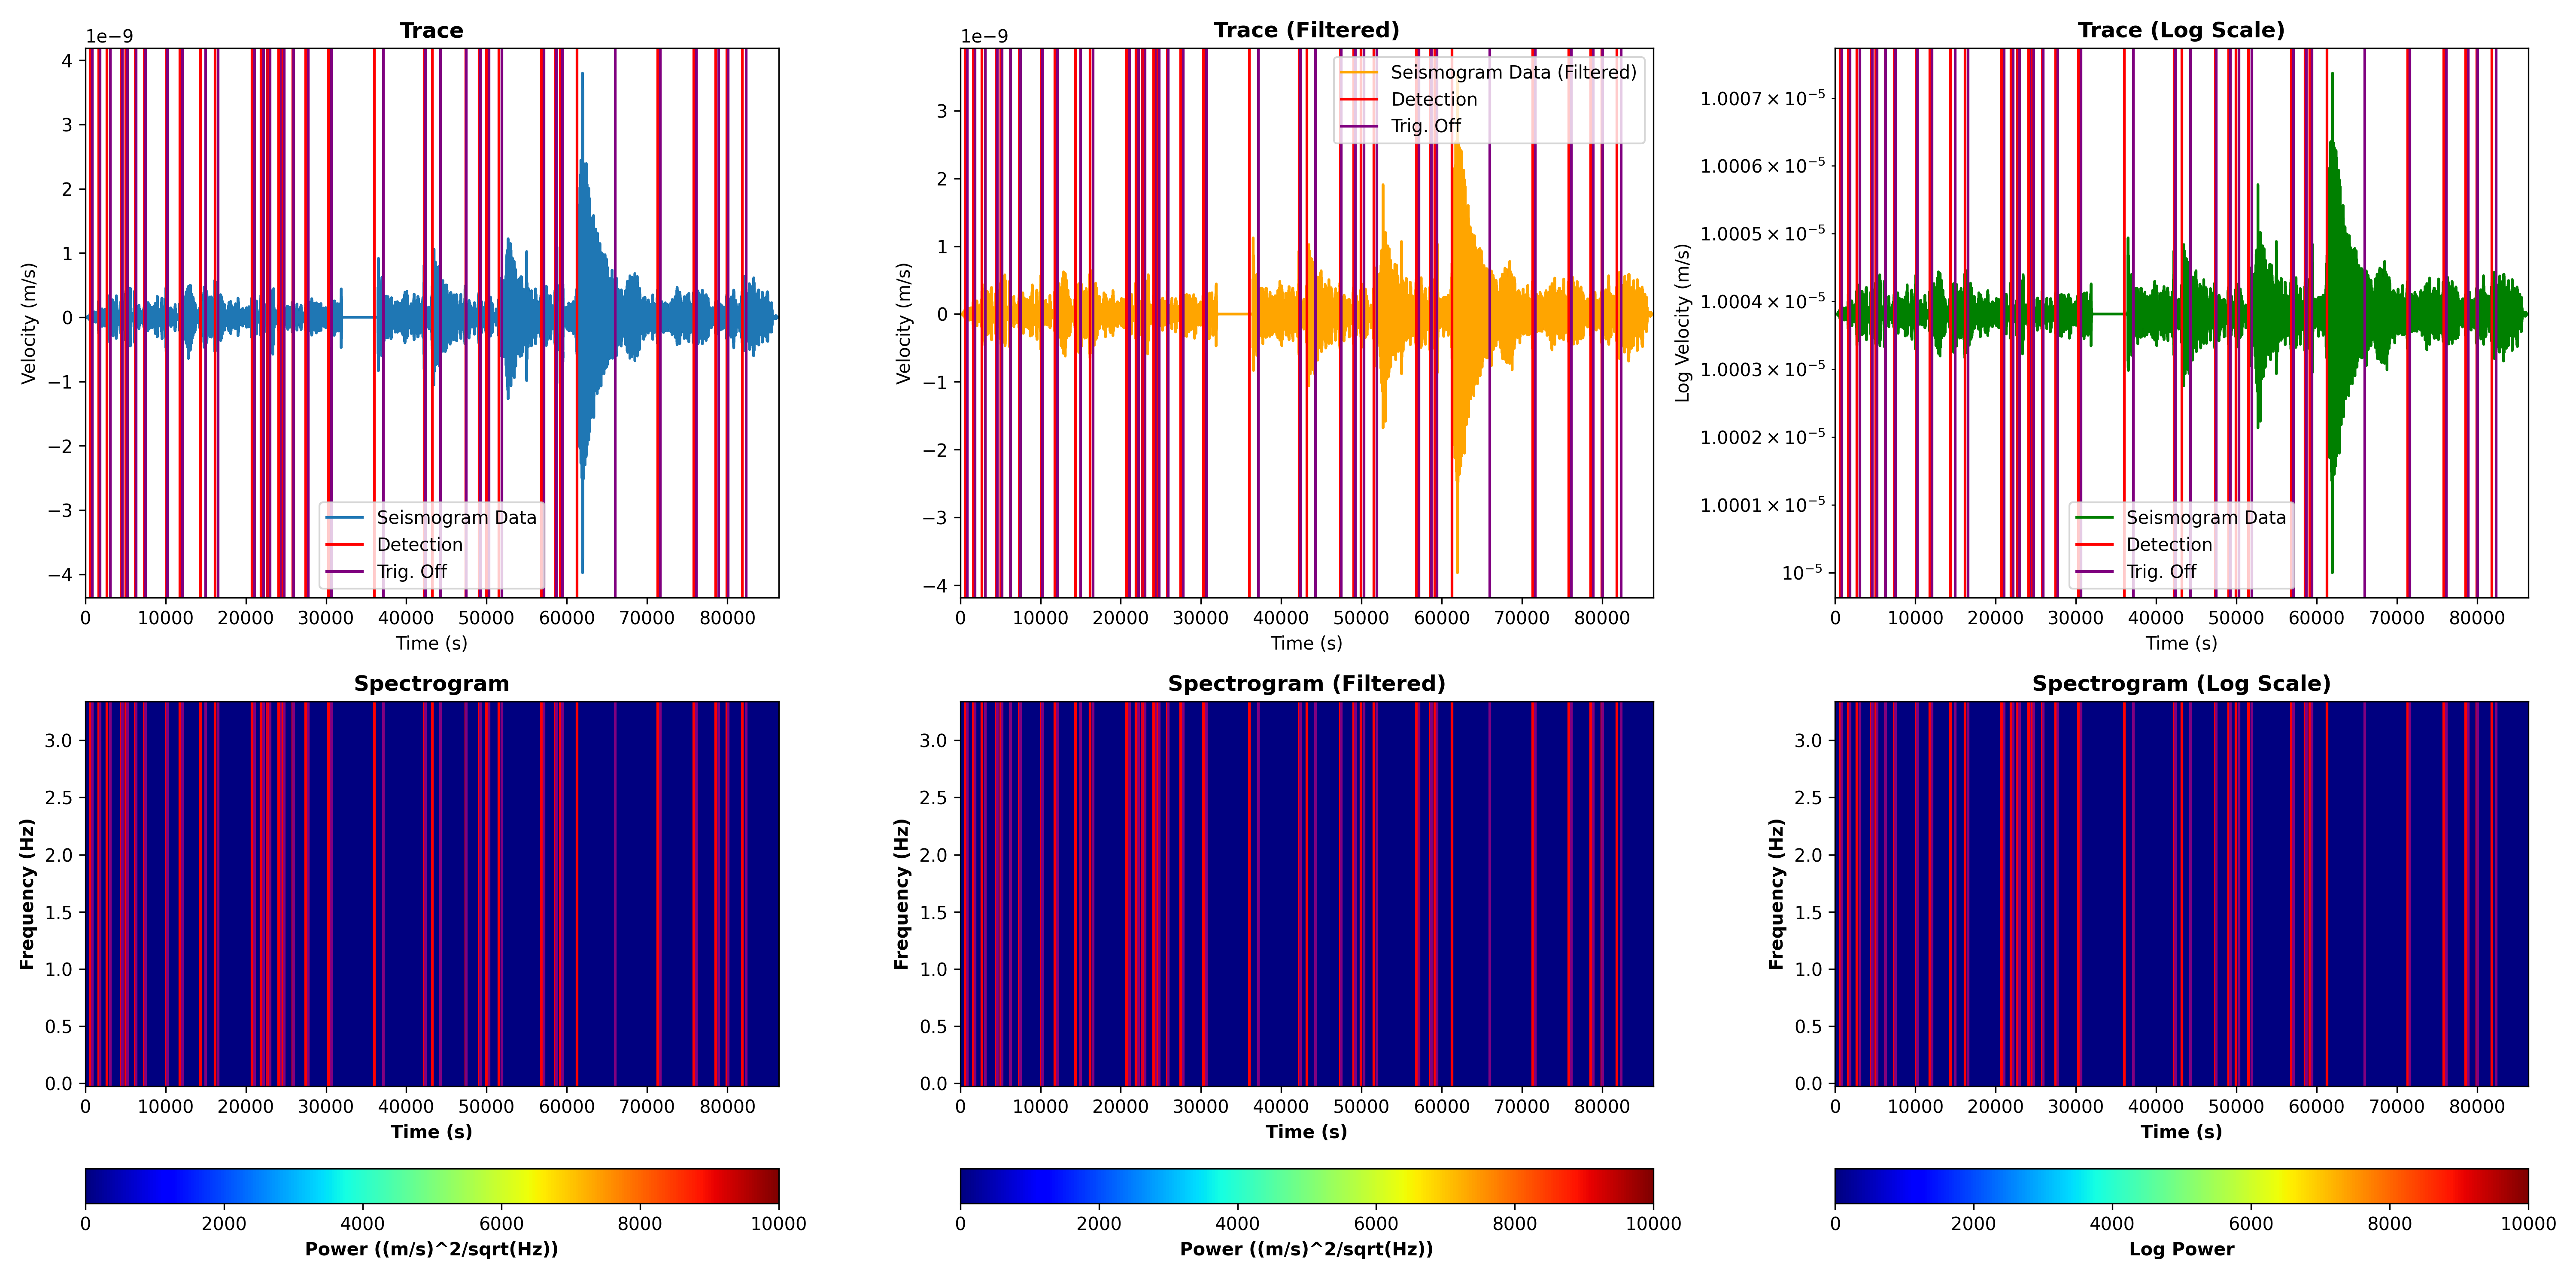 Trace
1e−9
Velocity (m/s)
4
3
2
1
0
−1
−2
−3
−4
Seismogram Data
Detection
Trig. Off
0 10000 20000 30000 40000 50000 60000 70000 80000
Time (s)
Trace (Filtered)
1e−9
Velocity (m/s)
3
2
1
0
−1
−2
−3
−4
Seismogram Data (Filtered)
Detection
Trig. Off
0 10000 20000 30000 40000 50000 60000 70000 80000
Time (s)
Trace (Log Scale)
Log Velocity (m/s)
1.0007 × 10⁻⁵
1.0006 × 10⁻⁵
1.0005 × 10⁻⁵
1.0004 × 10⁻⁵
1.0003 × 10⁻⁵
1.0002 × 10⁻⁵
1.0001 × 10⁻⁵
10⁻⁵
Seismogram Data
Detection
Trig. Off
0 10000 20000 30000 40000 50000 60000 70000 80000
Time (s)
Spectrogram
Frequency (Hz)
3.0
2.5
2.0
1.5
1.0
0.5
0.0
0 10000 20000 30000 40000 50000 60000 70000 80000
Time (s)
0 2000 4000 6000 8000 10000
Power ((m/s)^2/sqrt(Hz))
Spectrogram (Filtered)
Frequency (Hz)
3.0
2.5
2.0
1.5
1.0
0.5
0.0
0 10000 20000 30000 40000 50000 60000 70000 80000
Time (s)
0 2000 4000 6000 8000 10000
Power ((m/s)^2/sqrt(Hz))
Spectrogram (Log Scale)
Frequency (Hz)
3.0
2.5
2.0
1.5
1.0
0.5
0.0
0 10000 20000 30000 40000 50000 60000 70000 80000
Time (s)
0 2000 4000 6000 8000 10000
Log Power